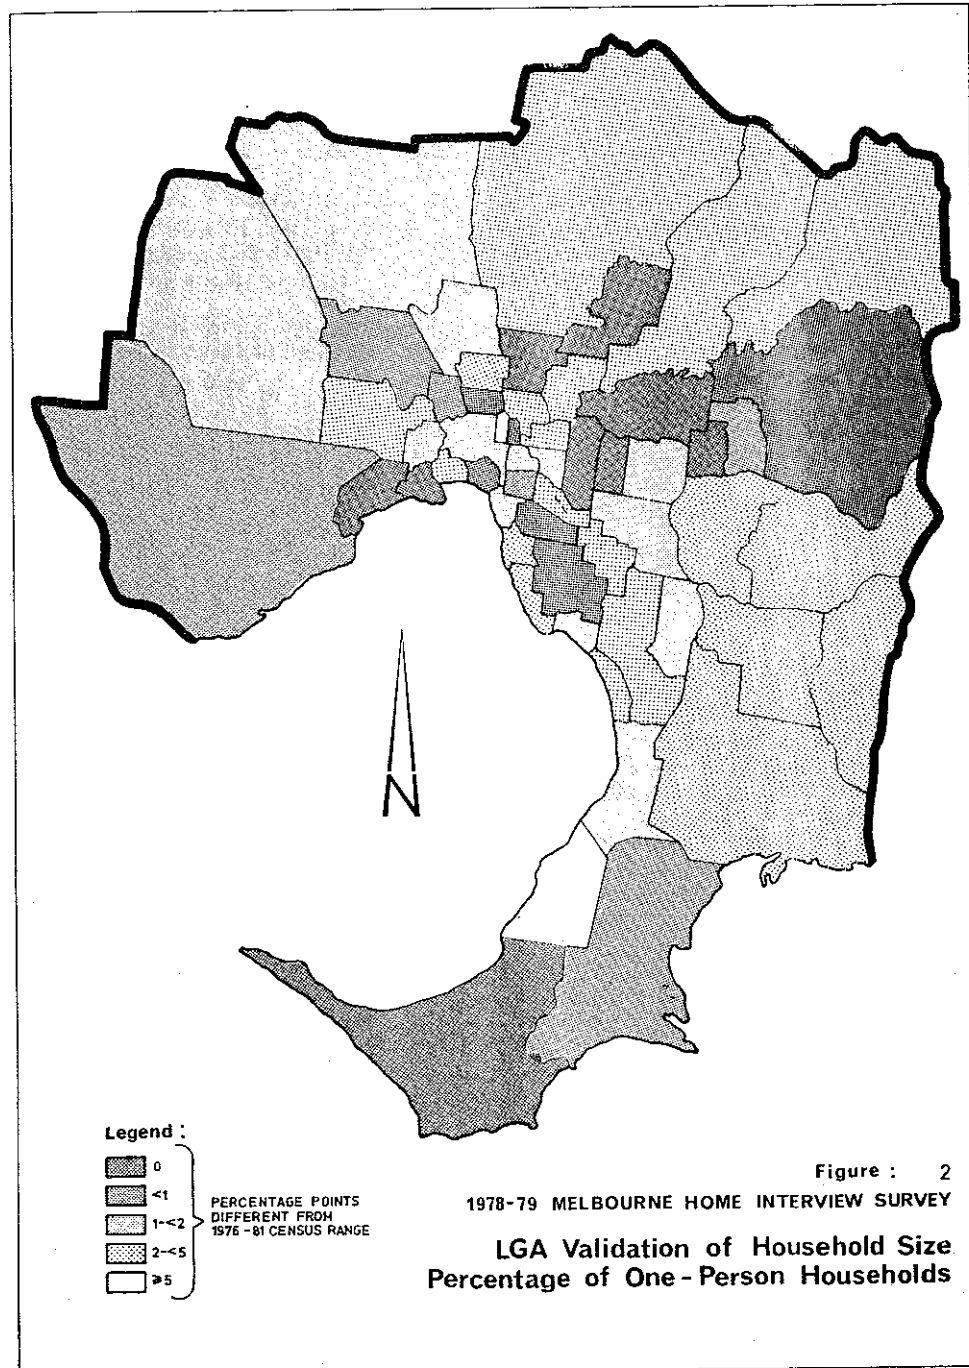 N
Legend :
0
<1
1-<2
2-<5
⩾5
PERCENTAGE POINTS
DIFFERENT FROM
1976-81 CENSUS RANGE
Figure : 2
1978-79 MELBOURNE HOME INTERVIEW SURVEY
LGA Validation of Household Size
Percentage of One-Person Households